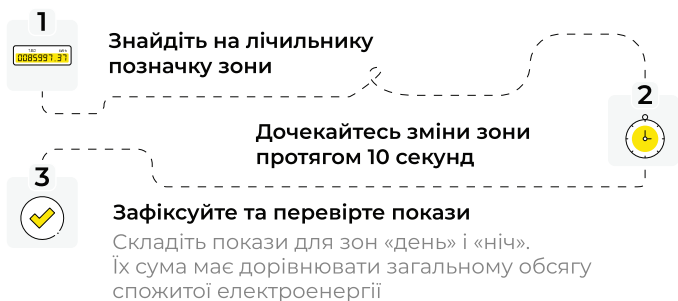 1
0085997.37
Знайдіть на лічильнику
позначку зони
2
Дочекайтесь зміни зони
протягом 10 секунд
3
Зафіксуйте та перевірте покази
Складіть покази для зон «день» і «ніч».
Їх сума має дорівнювати загальному обсягу
спожитої електроенергії